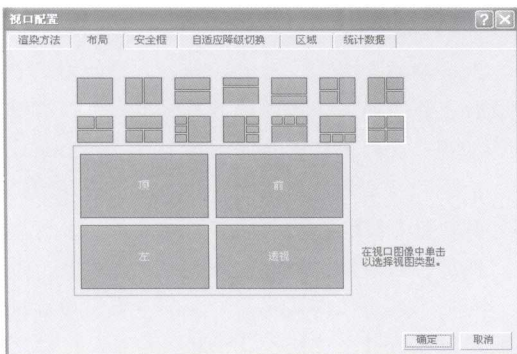 视口配置
渲染方法 布局 安全框 自适应降级切换 区域 统计数据
顶 前
左 透视
在视口图像中单击
以选择视图类型。
确定 取消